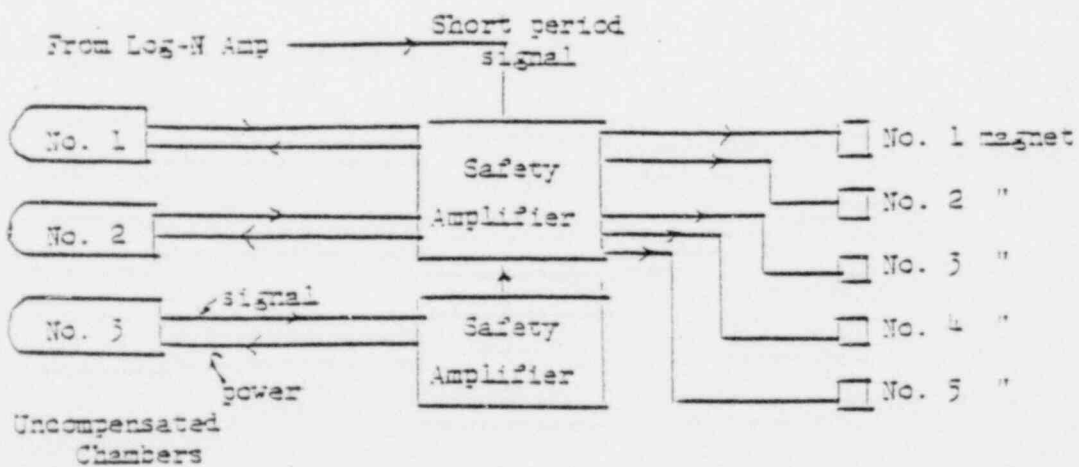 Short period
From Log-N Amp
signal
No. 1
No. 1 magnet
Safety
Amplifier
No. 2 "
No. 2
No. 3 "
No. 3
signal
Safety
Amplifier
No. 4 "
power
No. 5 "
Uncompensated
Chambers